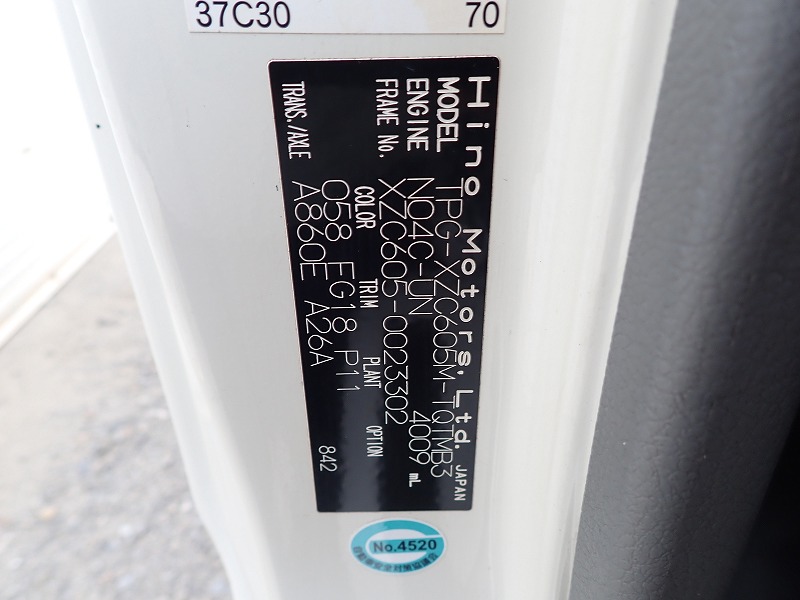 37C30 70
Hino Motors, Ltd. JAPAN
MODEL TPG-XZC605M-TQTMB3
ENGINE N04C-UN 4009 mL
FRAME No. XZC605-0023302
COLOR TRIM PLANT OPTION
058 EG18 P11
TRANS./AXLE A860E A26A
842
No.4520